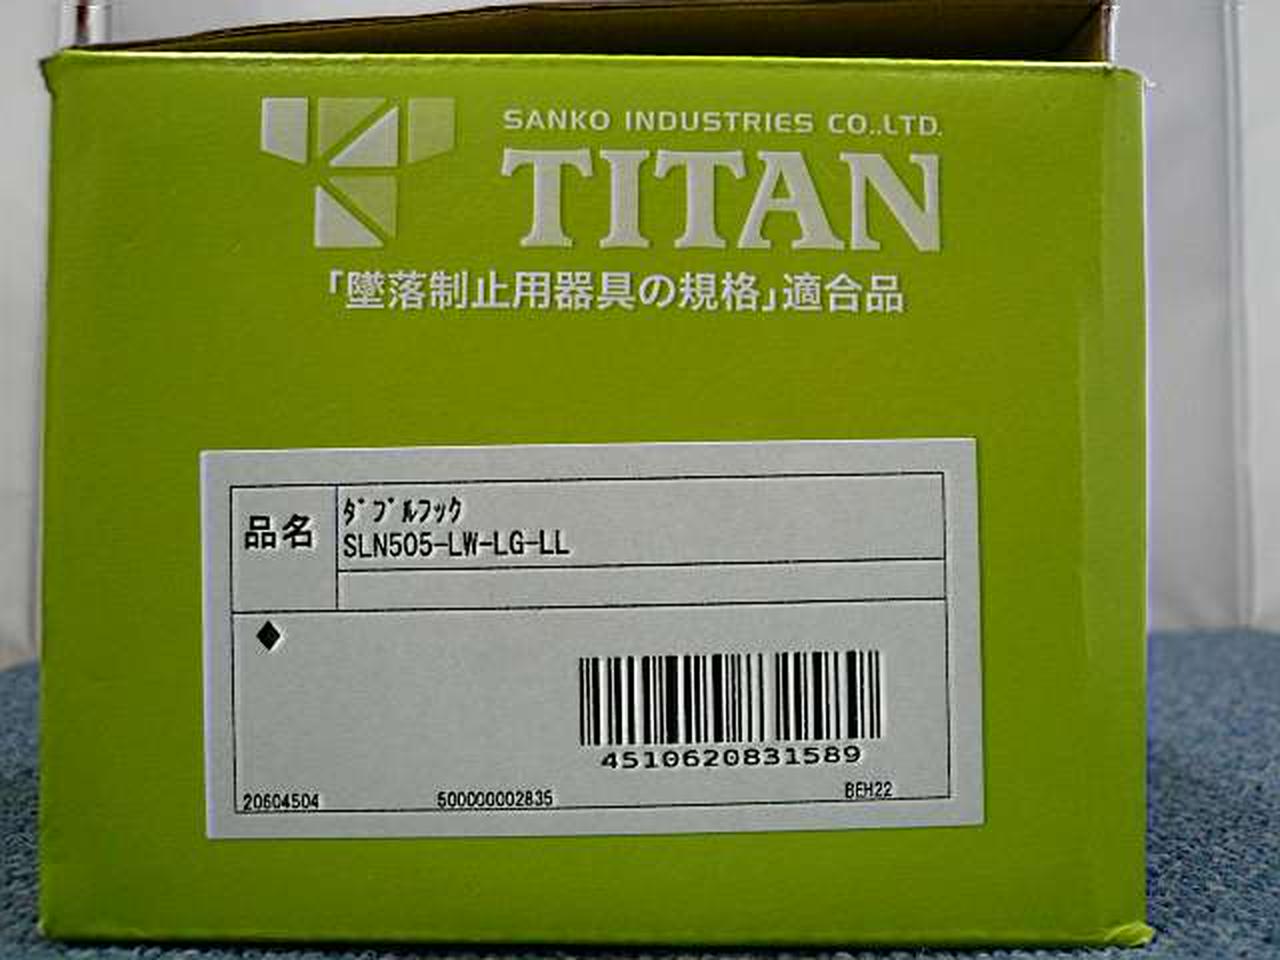 SANKO INDUSTRIES CO.,LTD.
TITAN
「墜落制止用器具の規格」適合品
品名
ﾀﾞﾌﾞﾙﾌｯｸ
SLN505-LW-LG-LL
◆
4510620831589
20604504 500000002835 BEH22